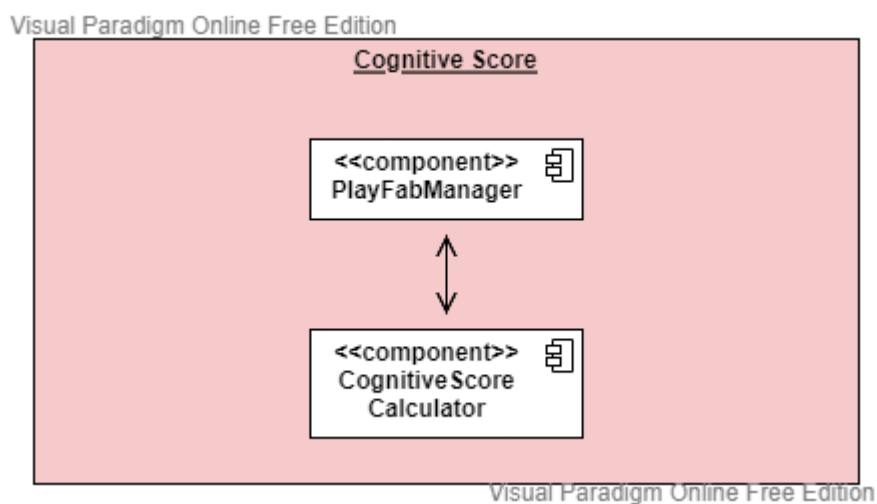 Visual Paradigm Online Free Edition
Cognitive Score
<<component>>
PlayFabManager
<<component>>
CognitiveScore
Calculator
Visual Paradigm Online Free Edition